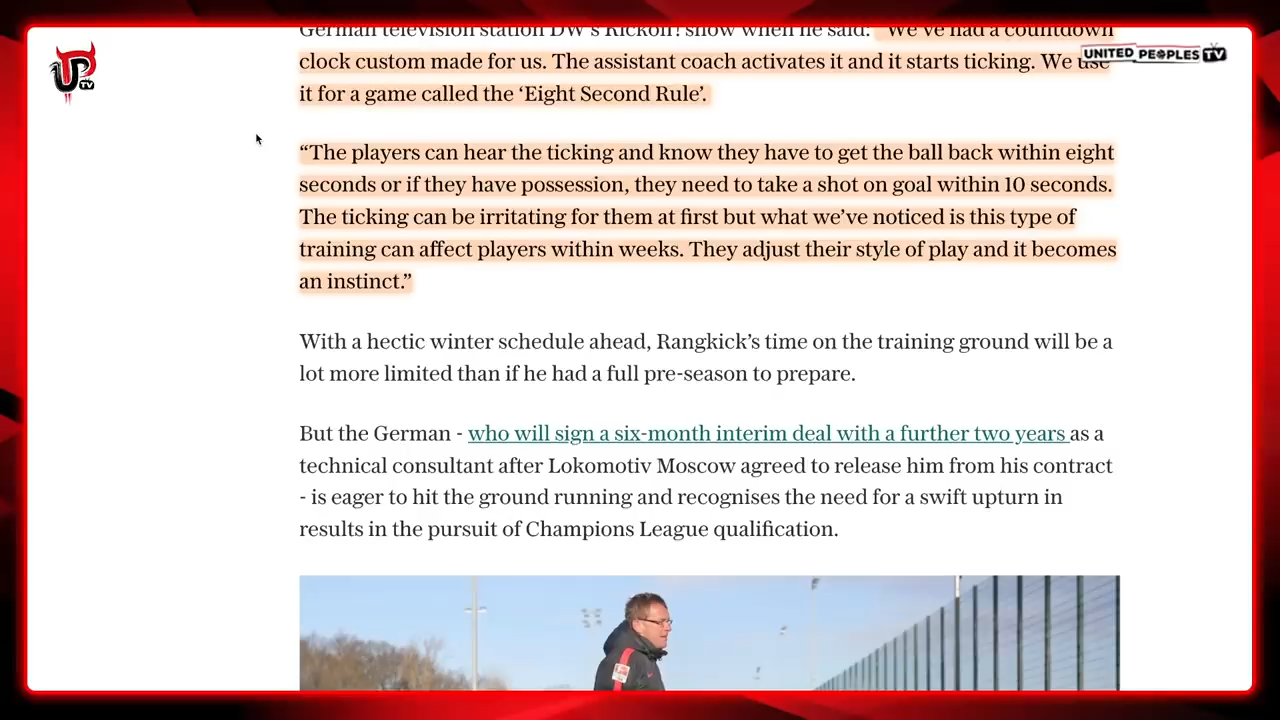 German television station DW's Kickoff! show when he said: “We've had a countdown
clock custom made for us. The assistant coach activates it and it starts ticking. We use
it for a game called the ‘Eight Second Rule’.
“The players can hear the ticking and know they have to get the ball back within eight
seconds or if they have possession, they need to take a shot on goal within 10 seconds.
The ticking can be irritating for them at first but what we’ve noticed is this type of
training can affect players within weeks. They adjust their style of play and it becomes
an instinct.”
With a hectic winter schedule ahead, Rangkick’s time on the training ground will be a
lot more limited than if he had a full pre-season to prepare.
But the German - who will sign a six-month interim deal with a further two years as a
technical consultant after Lokomotiv Moscow agreed to release him from his contract
- is eager to hit the ground running and recognises the need for a swift upturn in
results in the pursuit of Champions League qualification.
UP TV
UNITED PEOPLES TV